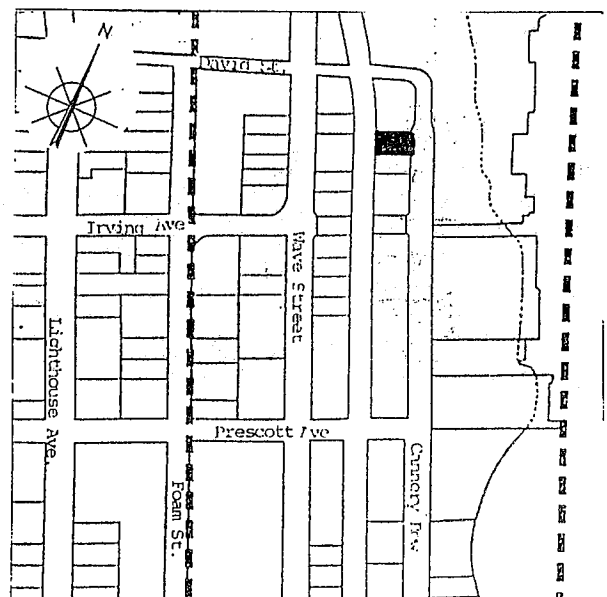 N
David St.
Irving Ave
Wave Street
Lighthouse Ave.
Prescott Ave
Foam St.
Cannery Row